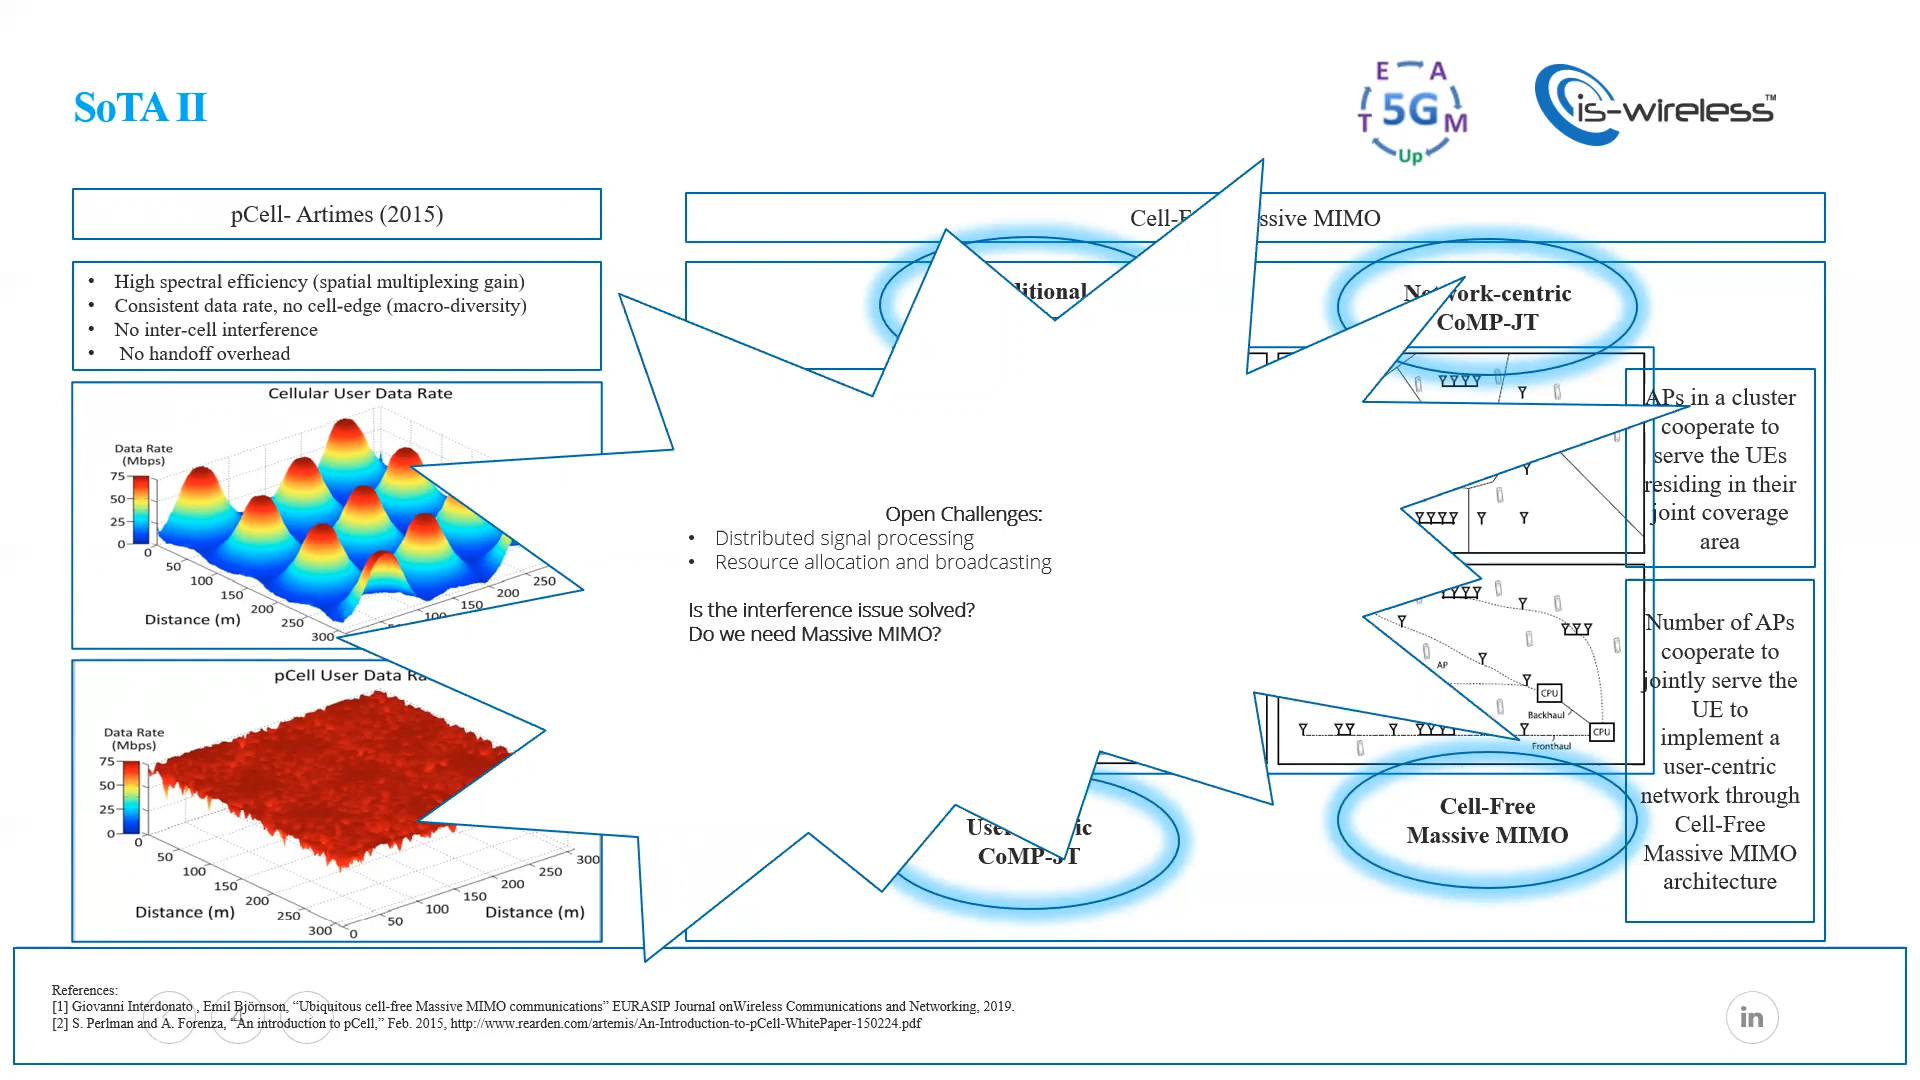 SoTA II
E A
5G
T M
Up
is-wireless™
pCell- Artimes (2015)
• High spectral efficiency (spatial multiplexing gain)
• Consistent data rate, no cell-edge (macro-diversity)
• No inter-cell interference
• No handoff overhead
Cellular User Data Rate
Data Rate
(Mbps)
75
50
25
0
0
50
100
150
200
250
300
100
150
200
250
Distance (m)
pCell User Data
Data Rate
(Mbps)
75
50
25
0
0
50
100
150
200
250
300
0
50
100
150
200
250
300
Distance (m)
Distance (m)
Massive MIMO
Network-centric
CoMP-JT
APs in a cluster
cooperate to
serve the UEs
residing in their
joint coverage
area
Open Challenges:
• Distributed signal processing
• Resource allocation and broadcasting
Is the interference issue solved?
Do we need Massive MIMO?
AP
CPU
Backhaul
CPU
Fronthaul
Number of APs
cooperate to
jointly serve the
UE to
implement a
user-centric
network through
Cell-Free
Massive MIMO
architecture
CoMP-JT
Cell-Free
Massive MIMO
References:
[1] Giovanni Interdonato , Emil Björnson, “Ubiquitous cell-free Massive MIMO communications” EURASIP Journal onWireless Communications and Networking, 2019.
[2] S. Perlman and A. Forenza, “An introduction to pCell,” Feb. 2015, http://www.rearden.com/artemis/An-Introduction-to-pCell-WhitePaper-150224.pdf
in